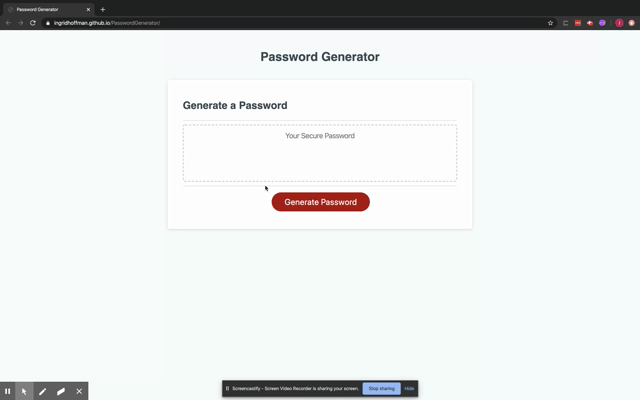 Password Generator
ingridhoffman.github.io/PasswordGenerator/
Password Generator
Generate a Password
Your Secure Password
Generate Password
Screencastify - Screen Video Recorder is sharing your screen.
Stop sharing
Hide